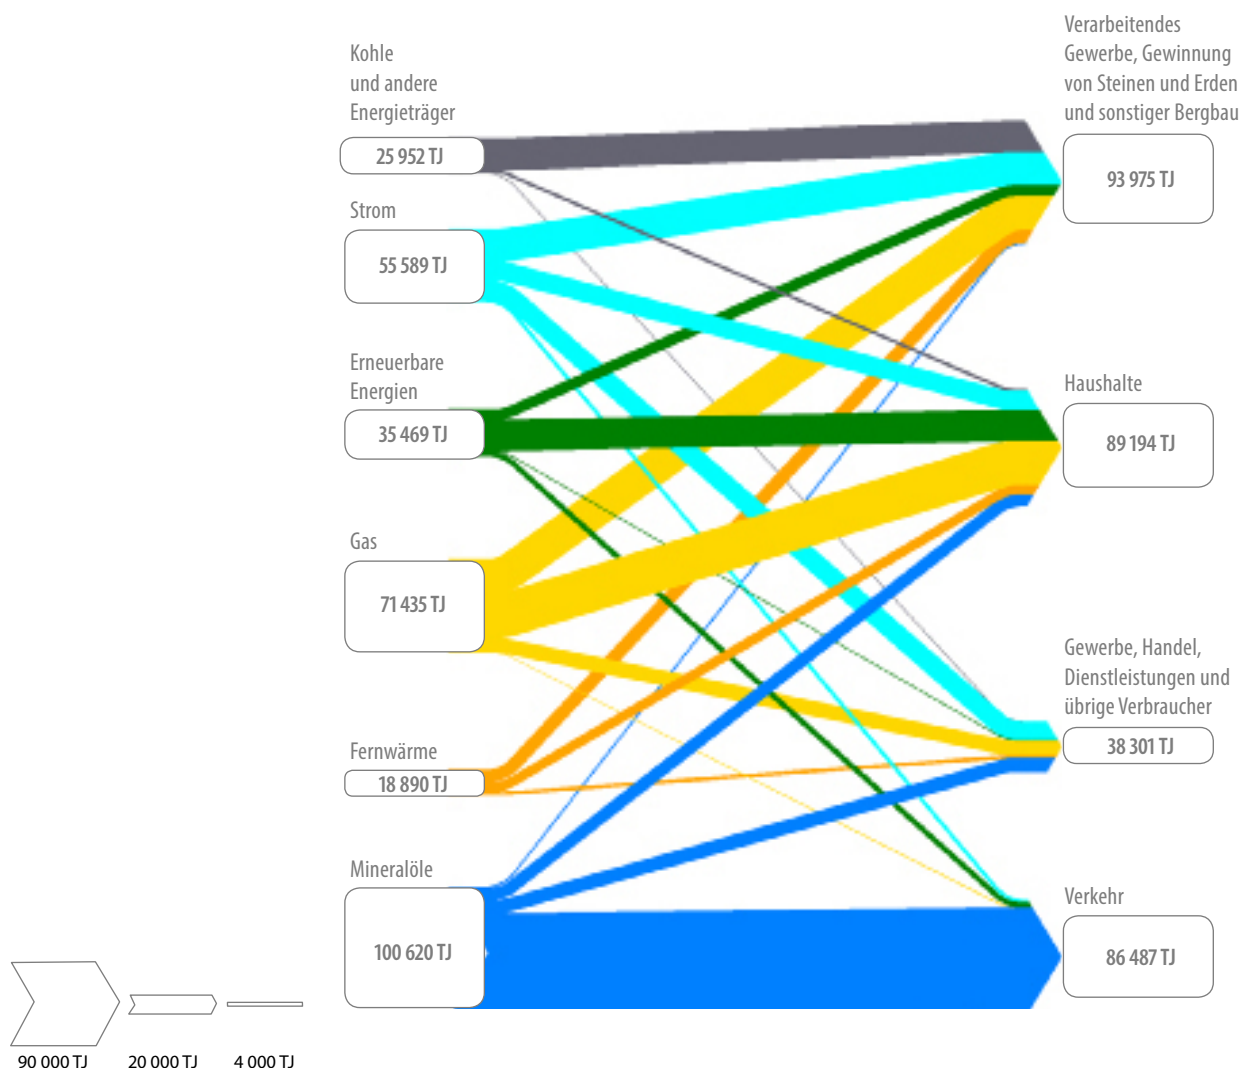 Kohle
und andere
Energieträger
25 952 TJ
Strom
55 589 TJ
Erneuerbare
Energien
35 469 TJ
Gas
71 435 TJ
Fernwärme
18 890 TJ
Mineralöle
100 620 TJ
Verarbeitendes
Gewerbe, Gewinnung
von Steinen und Erden
und sonstiger Bergbau
93 975 TJ
Haushalte
89 194 TJ
Gewerbe, Handel,
Dienstleistungen und
übrige Verbraucher
38 301 TJ
Verkehr
86 487 TJ
90 000 TJ
20 000 TJ
4 000 TJ